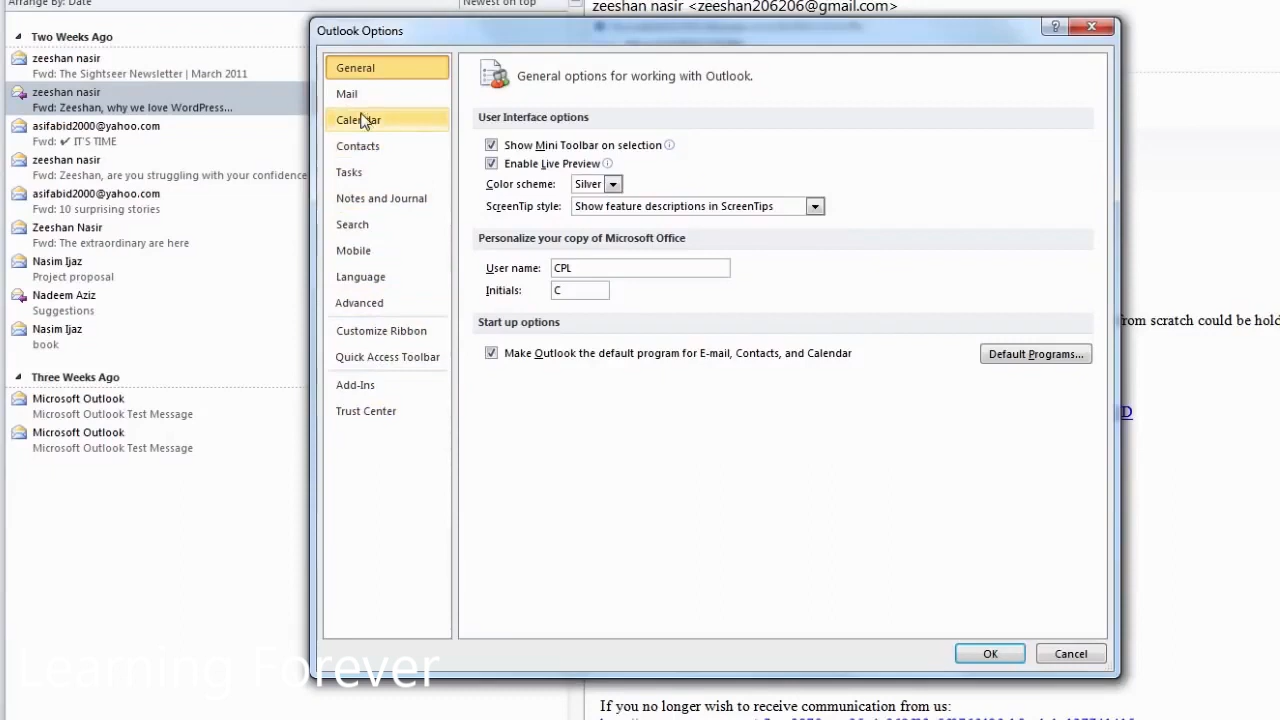 Arrange By: Date
Newest on top
zeeshan nasir <zeeshan206206@gmail.com>
Two Weeks Ago
zeeshan nasir
Fwd: The Sightseer Newsletter | March 2011
zeeshan nasir
Fwd: Zeeshan, why we love WordPress...
asifabid2000@yahoo.com
Fwd: ✔ IT'S TIME
zeeshan nasir
Fwd: Zeeshan, are you struggling with your confidence
asifabid2000@yahoo.com
Fwd: 10 surprising stories
Zeeshan Nasir
Fwd: The extraordinary are here
Nasim Ijaz
Project proposal
Nadeem Aziz
Suggestions
Nasim Ijaz
book
Three Weeks Ago
Microsoft Outlook
Microsoft Outlook Test Message
Microsoft Outlook
Microsoft Outlook Test Message
Outlook Options
General
Mail
Calendar
Contacts
Tasks
Notes and Journal
Search
Mobile
Language
Advanced
Customize Ribbon
Quick Access Toolbar
Add-Ins
Trust Center
General options for working with Outlook.
User Interface options
Show Mini Toolbar on selection
Enable Live Preview
Color scheme: Silver
ScreenTip style: Show feature descriptions in ScreenTips
Personalize your copy of Microsoft Office
User name: CPL
Initials: C
Start up options
Make Outlook the default program for E-mail, Contacts, and Calendar
Default Programs...
OK
Cancel
from scratch could be hold
D
If you no longer wish to receive communication from us:
Learning Forever